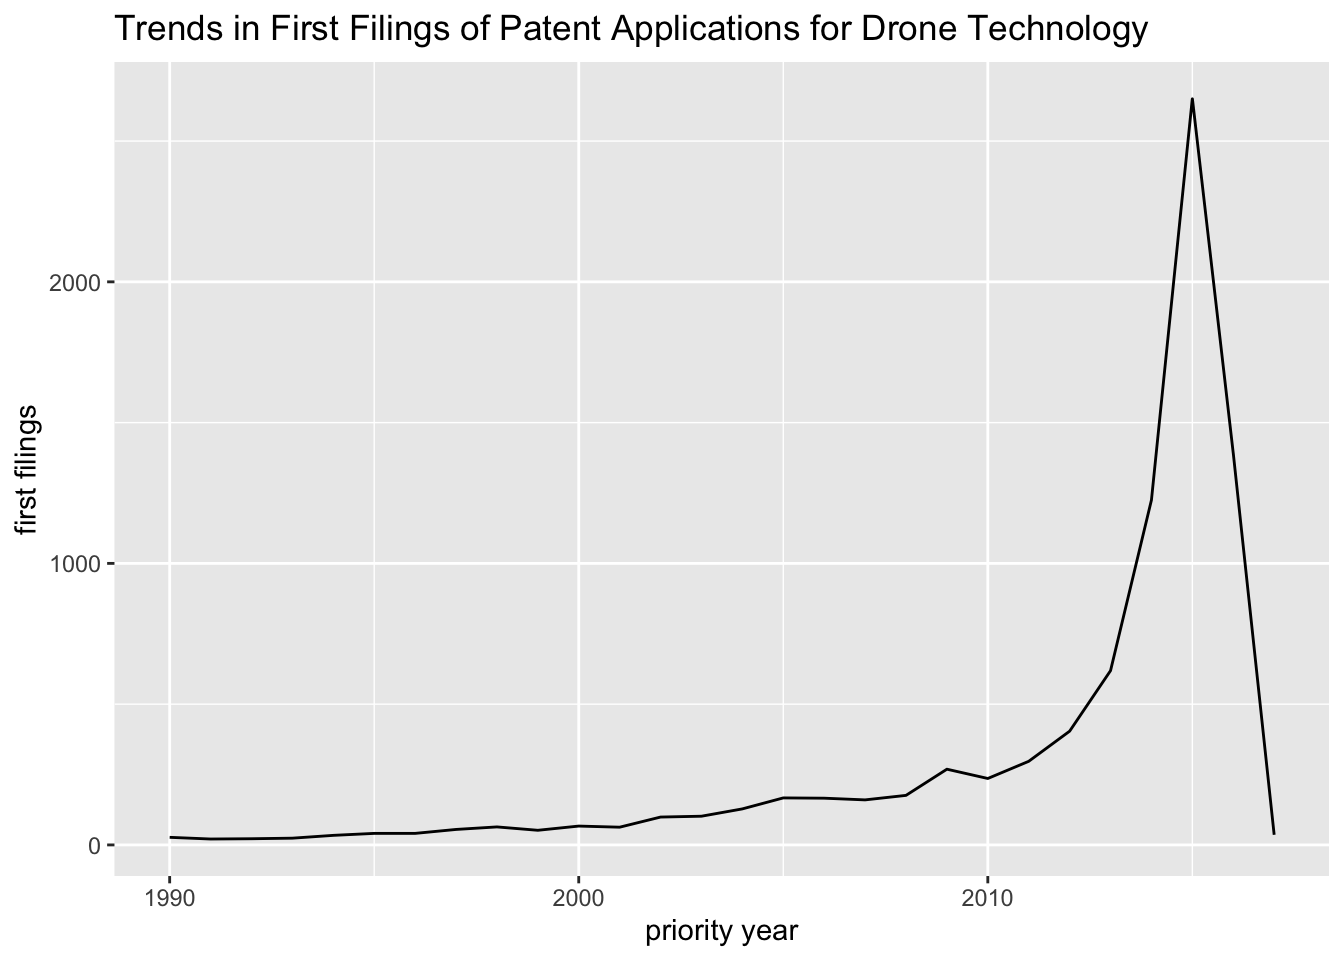 Trends in First Filings of Patent Applications for Drone Technology
first filings
2000
1000
0
1990
2000
2010
priority year